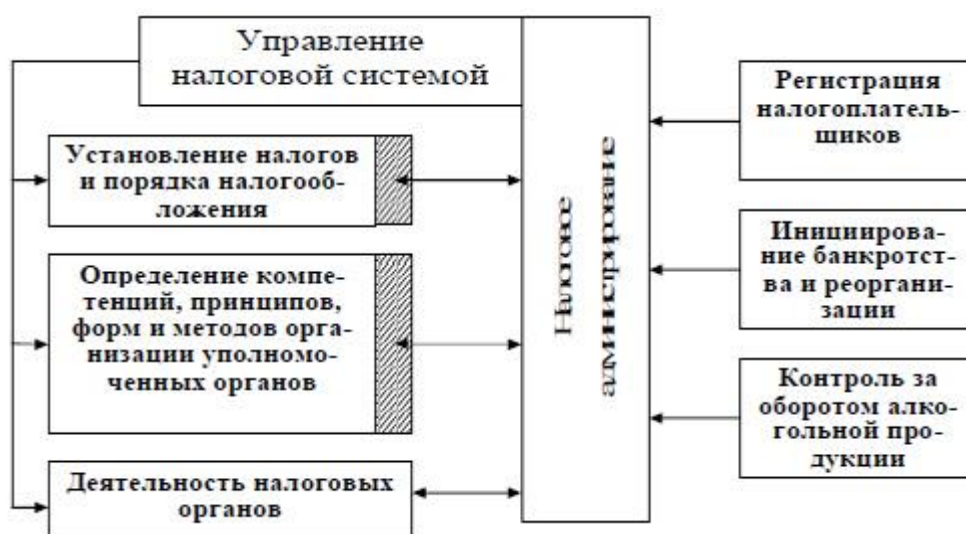 Управление
налоговой системой
Установление налогов
и порядка налогооб-
ложения
Определение компе-
тенций, принципов,
форм и методов орга-
низации уполномо-
ченных органов
Деятельность налоговых
органов
Налоговое
администрирование
Регистрация
налогоплатель-
щиков
Иницииrова-
ние банкротст-
ва и реоргани-
зации
Контроль за
оборотом алко-
гольной про-
дукции